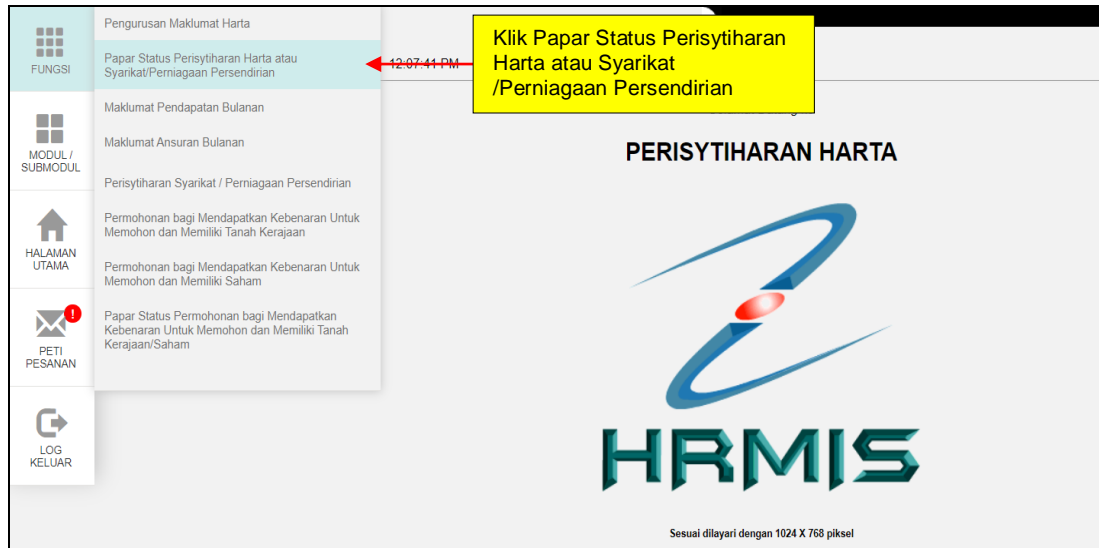 FUNGSI
MODUL /
SUBMODUL
HALAMAN
UTAMA
!
PETI
PESANAN
LOG
KELUAR
Pengurusan Maklumat Harta
Papar Status Perisytiharan Harta atau
Syarikat/Perniagaan Persendirian
Maklumat Pendapatan Bulanan
Maklumat Ansuran Bulanan
Perisytiharan Syarikat / Perniagaan Persendirian
Permohonan bagi Mendapatkan Kebenaran Untuk
Memohon dan Memiliki Tanah Kerajaan
Permohonan bagi Mendapatkan Kebenaran Untuk
Memohon dan Memiliki Saham
Papar Status Permohonan bagi Mendapatkan
Kebenaran Untuk Memohon dan Memiliki Tanah
Kerajaan/Saham
12:07:41 PM
Klik Papar Status Perisytiharan
Harta atau Syarikat
/Perniagaan Persendirian
PERISYTIHARAN HARTA
HRMIS
Sesuai dilayari dengan 1024 X 768 piksel